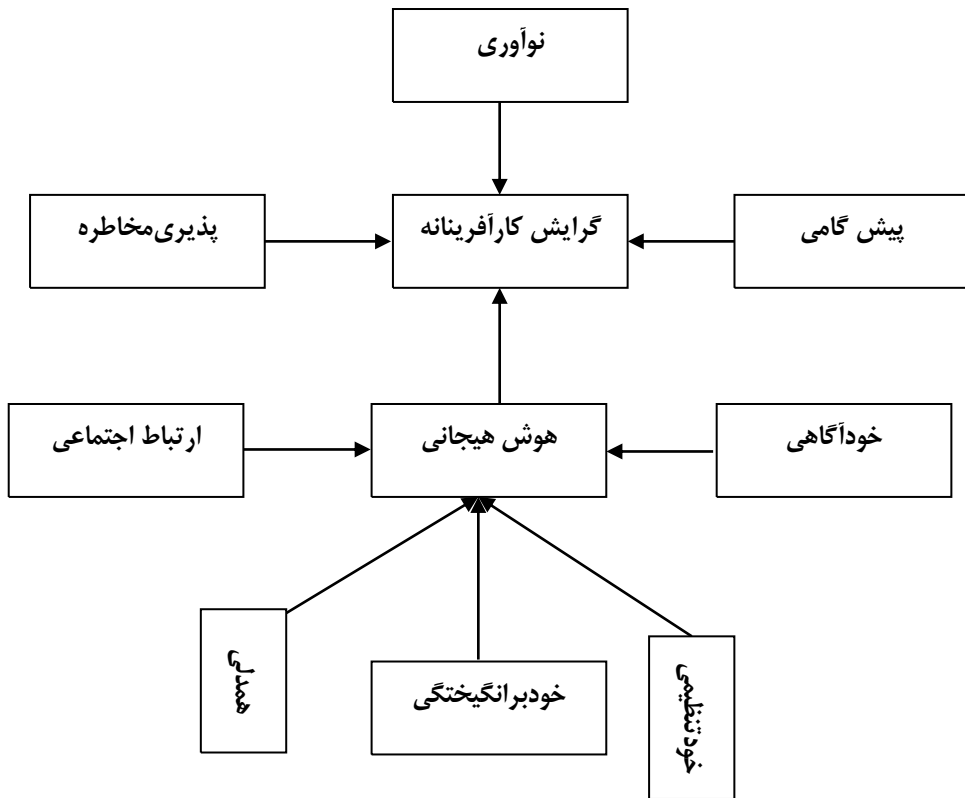 نوآوری
پیش گامی
گرایش کارآفرینانه
پذیری‌مخاطره
خودآگاهی
هوش هیجانی
ارتباط اجتماعی
خودتنظیمی
خودبرانگیختگی
همدلی